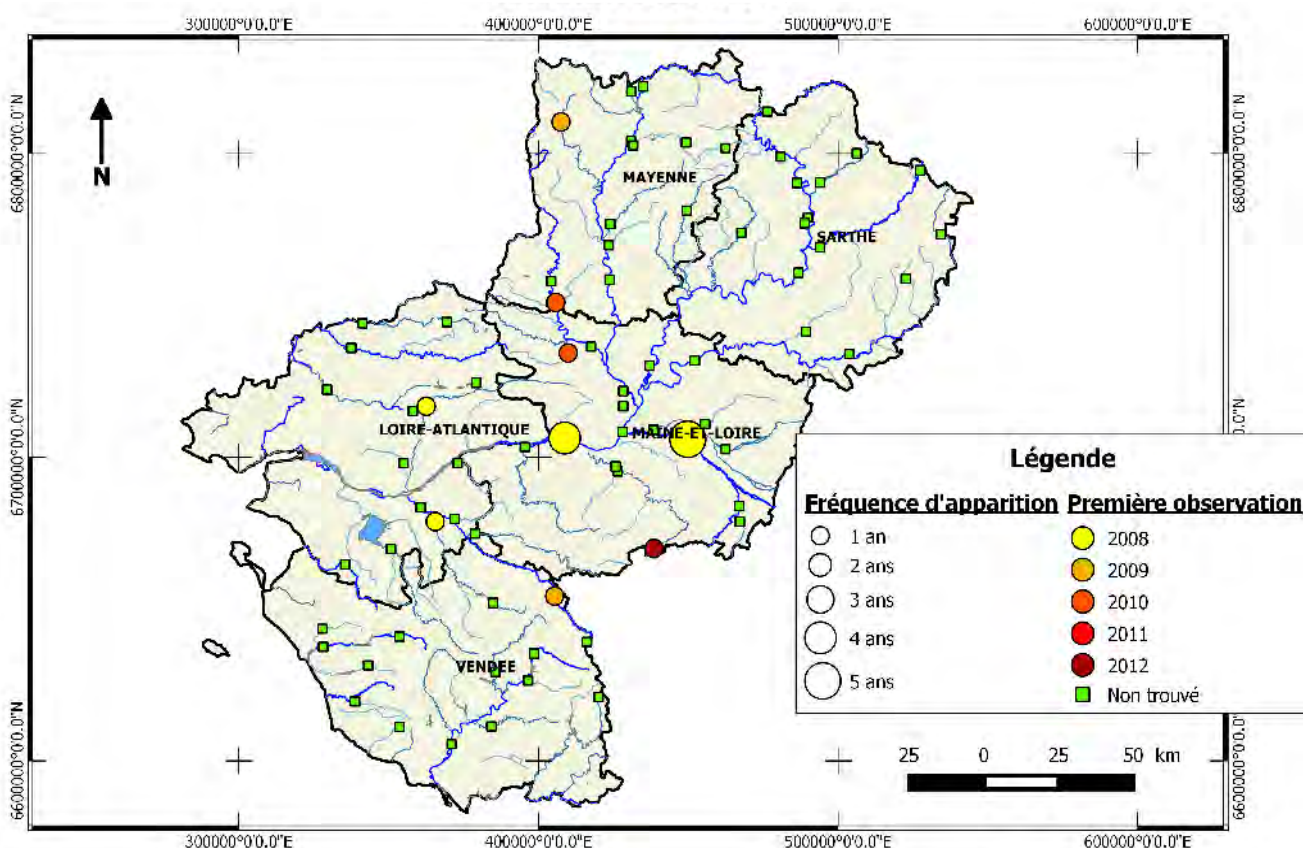 300000°0'0.0"E 400000°0'0.0"E 500000°0'0.0"E 600000°0'0.0"E
6800000°0'0.0"N
6800000°0'0.0"N
N
MAYENNE
SARTHE
LOIRE-ATLANTIQUE
MAINE-ET-LOIRE
VENDEE
6700000°0'0.0"N
0'0.0"N
Légende
Fréquence d'apparition Première observation
1 an 2008
2 ans 2009
3 ans 2010
4 ans 2011
5 ans 2012
Non trouvé
25 0 25 50 km
6600000°0'0.0"N
6600000°0'0.0"N
300000°0'0.0"E 400000°0'0.0"E 500000°0'0.0"E 600000°0'0.0"E